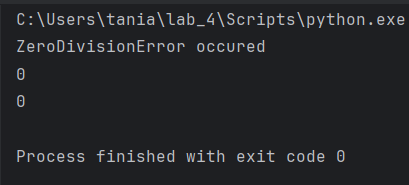 C:\Users\tania\lab_4\Scripts\python.exe
ZeroDivisionError occured
0
0
Process finished with exit code 0